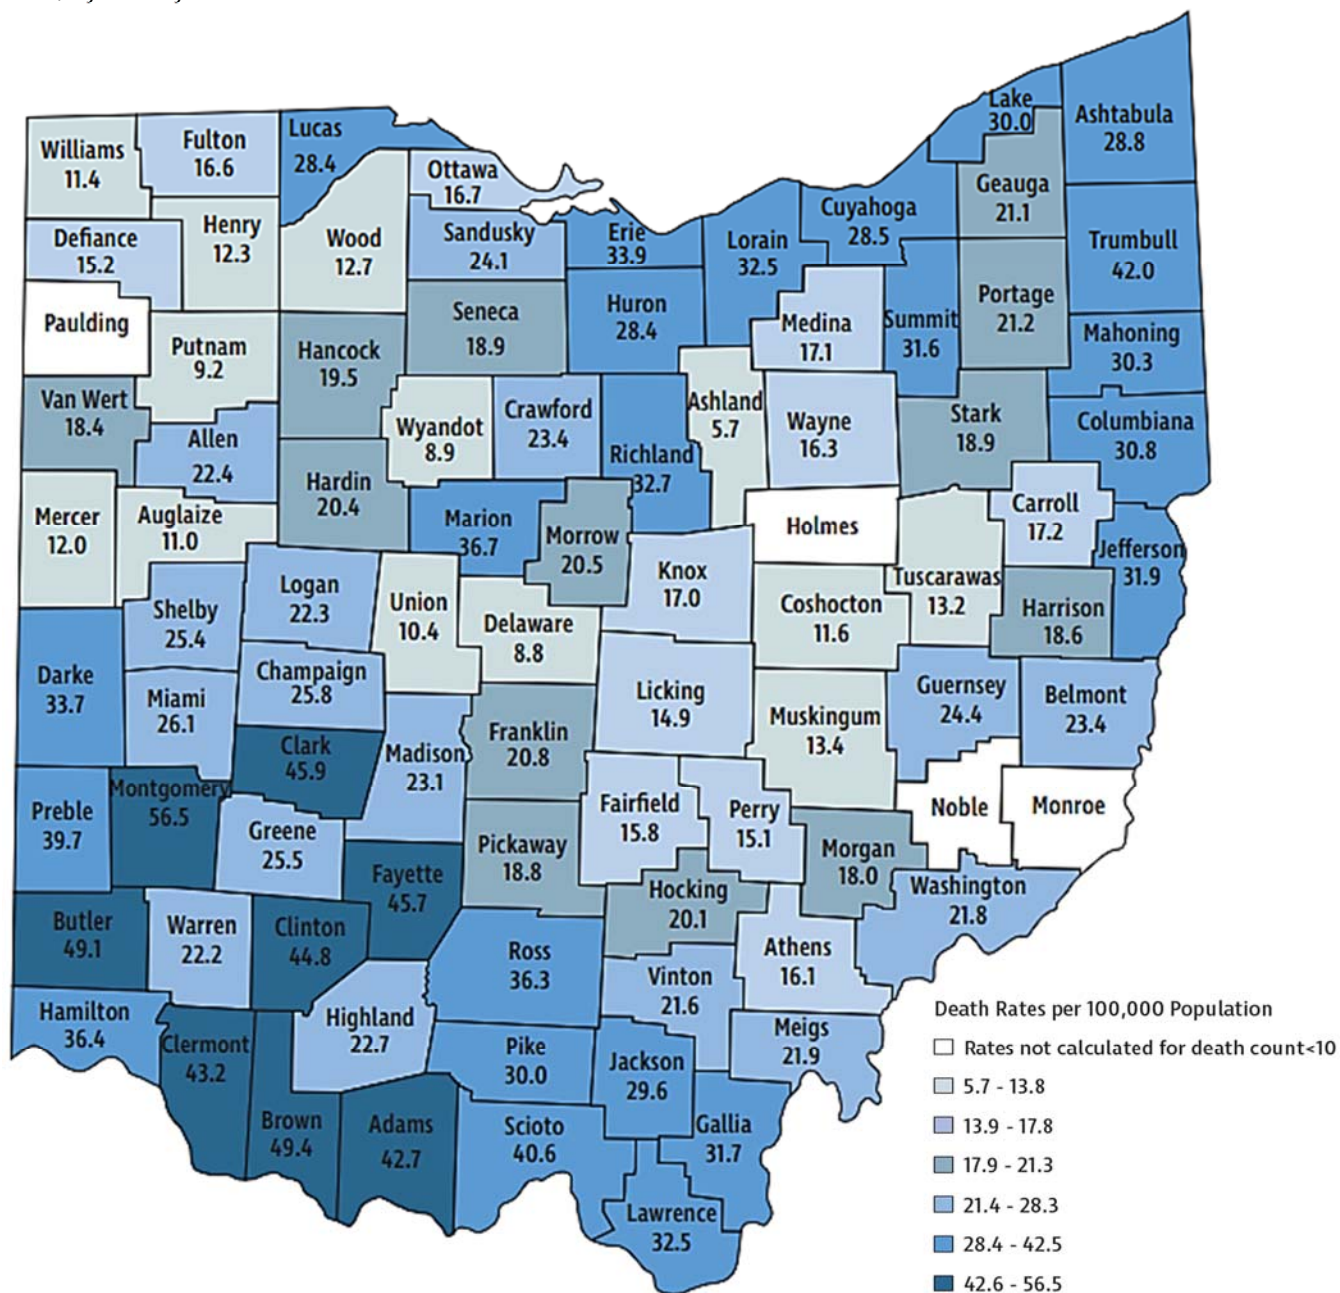 Lake
30.0
Ashtabula
28.8
Williams
11.4
Fulton
16.6
Lucas
28.4
Ottawa
16.7
Geauga
21.1
Defiance
15.2
Henry
12.3
Wood
12.7
Sandusky
24.1
Erie
33.9
Lorain
32.5
Cuyahoga
28.5
Trumbull
42.0
Paulding
Putnam
9.2
Hancock
19.5
Seneca
18.9
Huron
28.4
Medina
17.1
Summit
31.6
Portage
21.2
Mahoning
30.3
Van Wert
18.4
Allen
22.4
Hardin
20.4
Wyandot
8.9
Crawford
23.4
Richland
32.7
Ashland
5.7
Wayne
16.3
Stark
18.9
Columbiana
30.8
Mercer
12.0
Auglaize
11.0
Marion
36.7
Morrow
20.5
Holmes
Carroll
17.2
Jefferson
31.9
Shelby
25.4
Logan
22.3
Union
10.4
Delaware
8.8
Knox
17.0
Coshocton
11.6
Tuscarawas
13.2
Harrison
18.6
Darke
33.7
Miami
26.1
Champaign
25.8
Licking
14.9
Muskingum
13.4
Guernsey
24.4
Belmont
23.4
Clark
45.9
Madison
23.1
Franklin
20.8
Preble
39.7
Montgomery
56.5
Greene
25.5
Fayette
45.7
Pickaway
18.8
Fairfield
15.8
Perry
15.1
Morgan
18.0
Noble
Monroe
Butler
49.1
Warren
22.2
Clinton
44.8
Ross
36.3
Hocking
20.1
Athens
16.1
Washington
21.8
Hamilton
36.4
Clermont
43.2
Highland
22.7
Pike
30.0
Vinton
21.6
Jackson
29.6
Meigs
21.9
Brown
49.4
Adams
42.7
Scioto
40.6
Gallia
31.7
Lawrence
32.5
Death Rates per 100,000 Population
Rates not calculated for death count<10
5.7 - 13.8
13.9 - 17.8
17.9 - 21.3
21.4 - 28.3
28.4 - 42.5
42.6 - 56.5